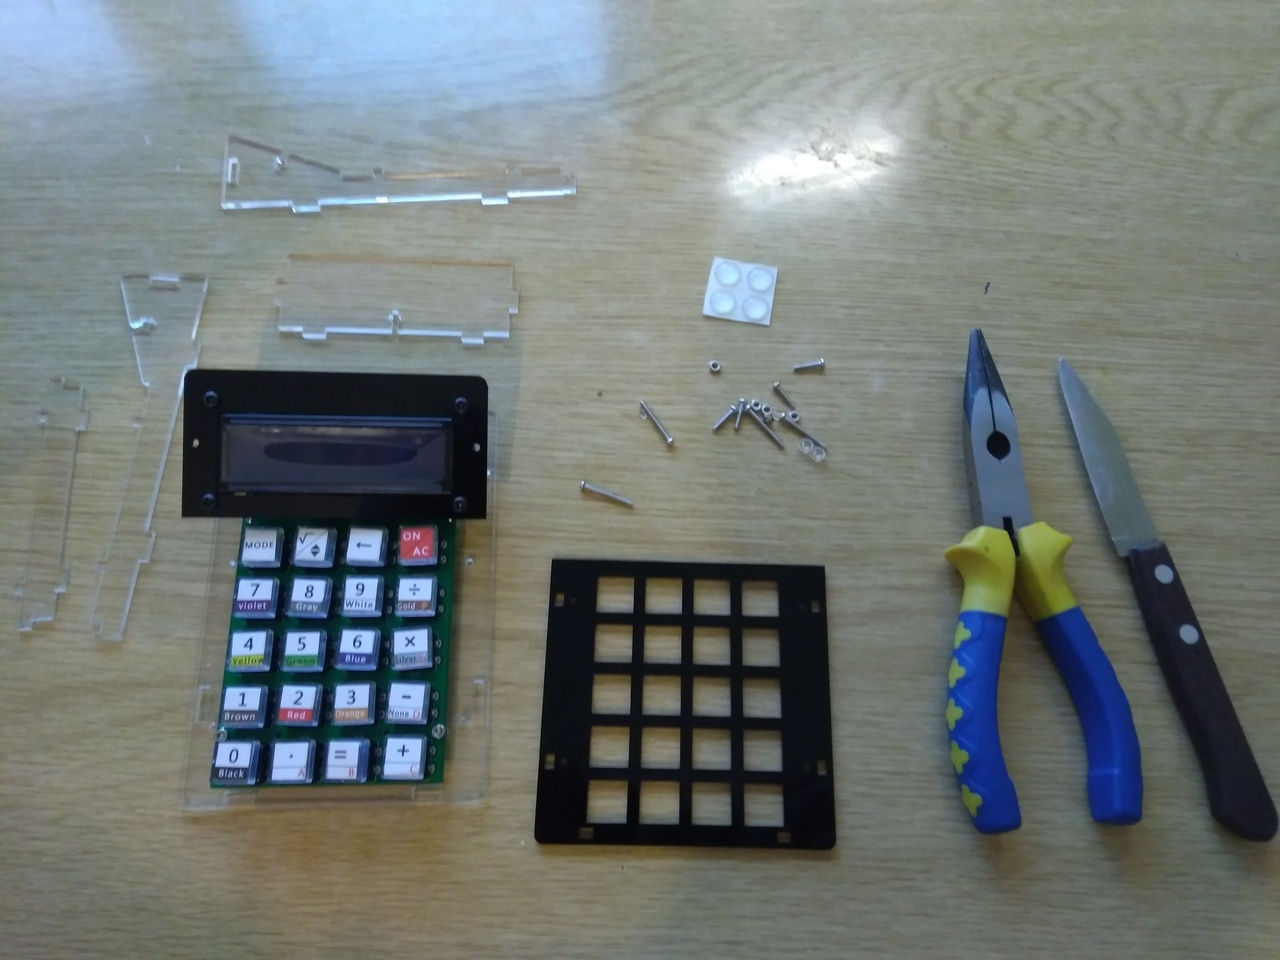 MODE √ ← ON AC
7 violet 8 Gray 9 White ÷ Gold
4 Yellow 5 Green 6 Blue × Silver
1 Brown 2 Red 3 Orange - None
0 Black . A = B + C